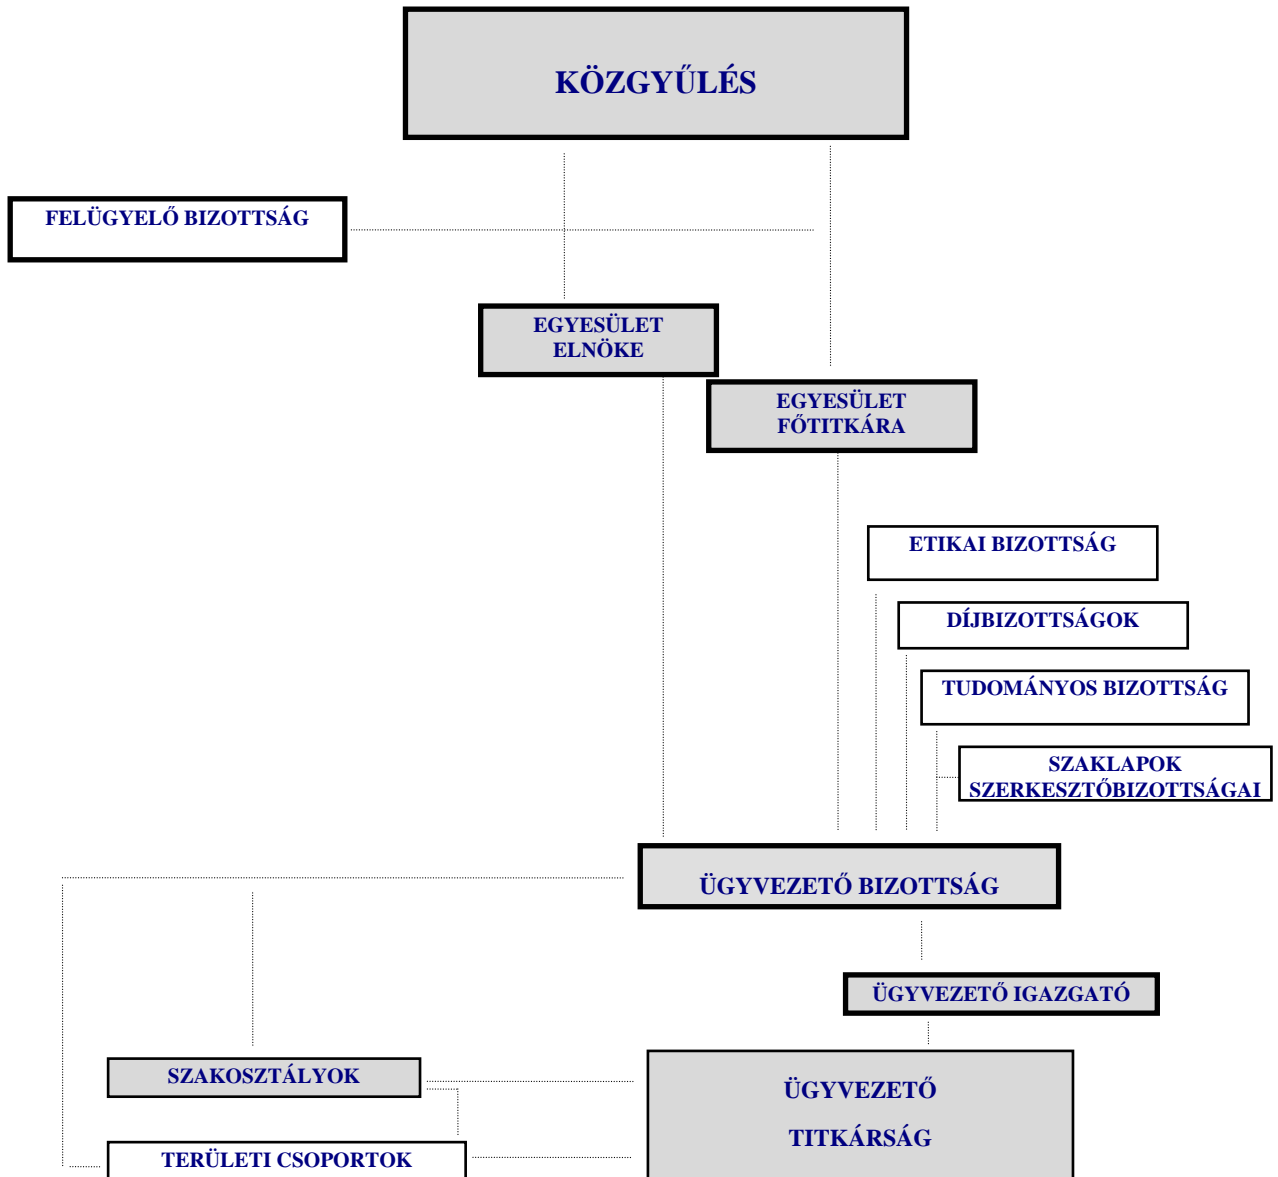 KÖZGYŰLÉS
FELÜGYELŐ BIZOTTSÁG
EGYESÜLET
ELNÖKE
EGYESÜLET
FŐTITKÁRA
ETIKAI BIZOTTSÁG
DÍJBIZOTTSÁGOK
TUDOMÁNYOS BIZOTTSÁG
SZAKLAPOK
SZERKESZTŐBIZOTTSÁGAI
ÜGYVEZETŐ BIZOTTSÁG
ÜGYVEZETŐ IGAZGATÓ
SZAKOSZTÁLYOK
ÜGYVEZETŐ
TITKÁRSÁG
TERÜLETI CSOPORTOK